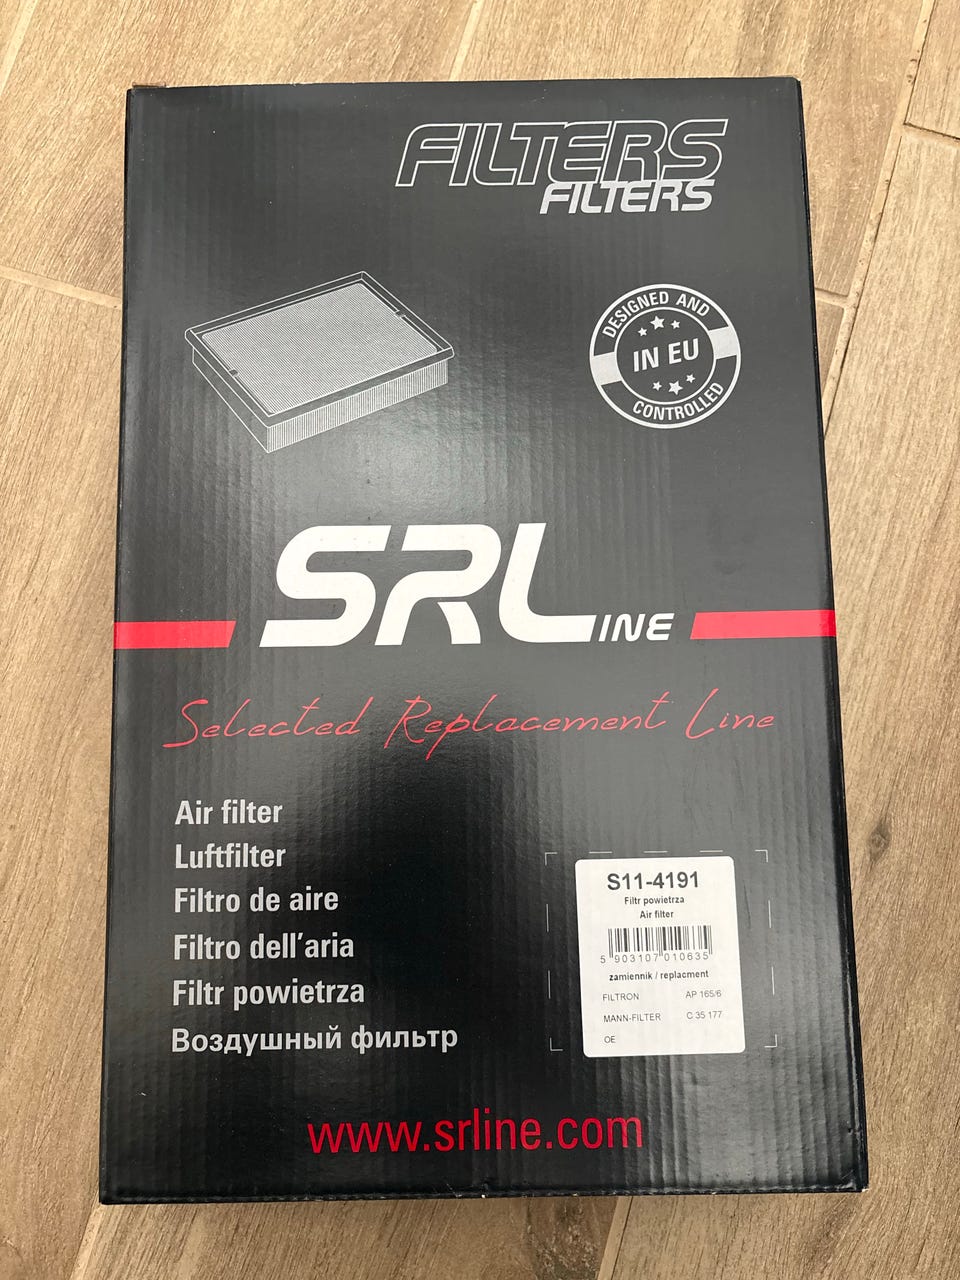 FILTERS
FILTERS
DESIGNED AND
IN EU
CONTROLLED
SRLINE
Selected Replacement Line
Air filter
Luftfilter
Filtro de aire
Filtro dell'aria
Filtr powietrza
Воздушный фильтр
S11-4191
Filtr powietrza
Air filter
5 903107 010635
zamiennik / replacment
FILTRON AP 165/6
MANN-FILTER C 35 177
OE
www.srline.com